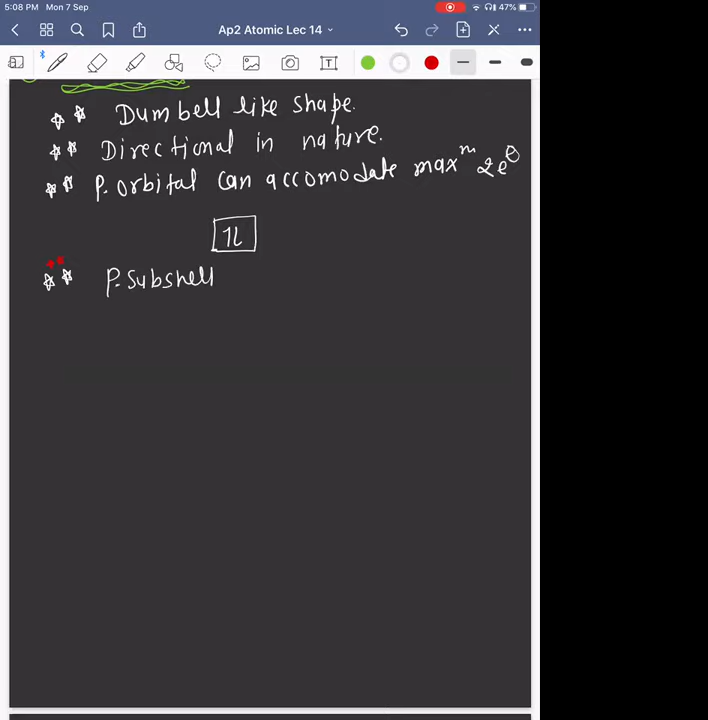 5:08 PM Mon 7 Sep
47%
Ap2 Atomic Lec 14
T
Dumbell like shape.
Directional in nature.
P. orbital can accomodate maxᵐ 2e⊖
1L
P. Subshell